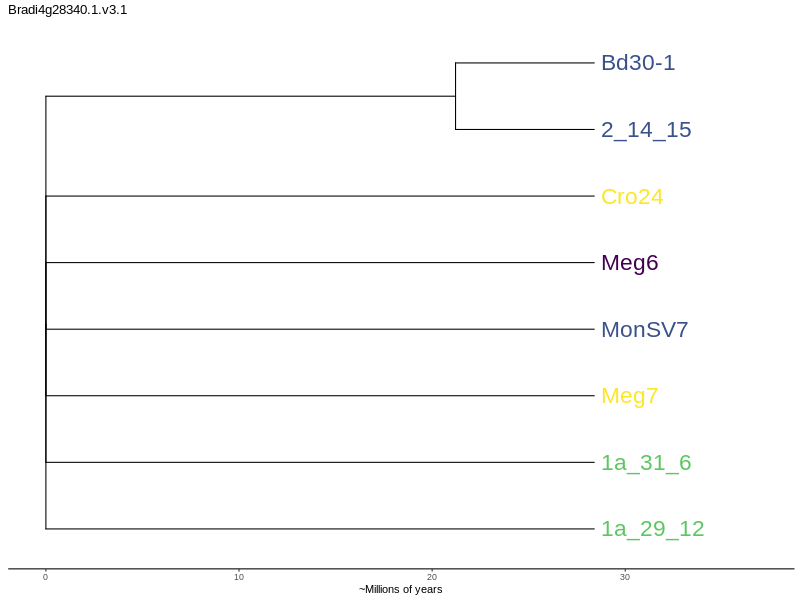 Bradi4g28340.1.v3.1
Bd30-1
2_14_15
Cro24
Meg6
MonSV7
Meg7
1a_31_6
1a_29_12
0 10 20 30
~Millions of years